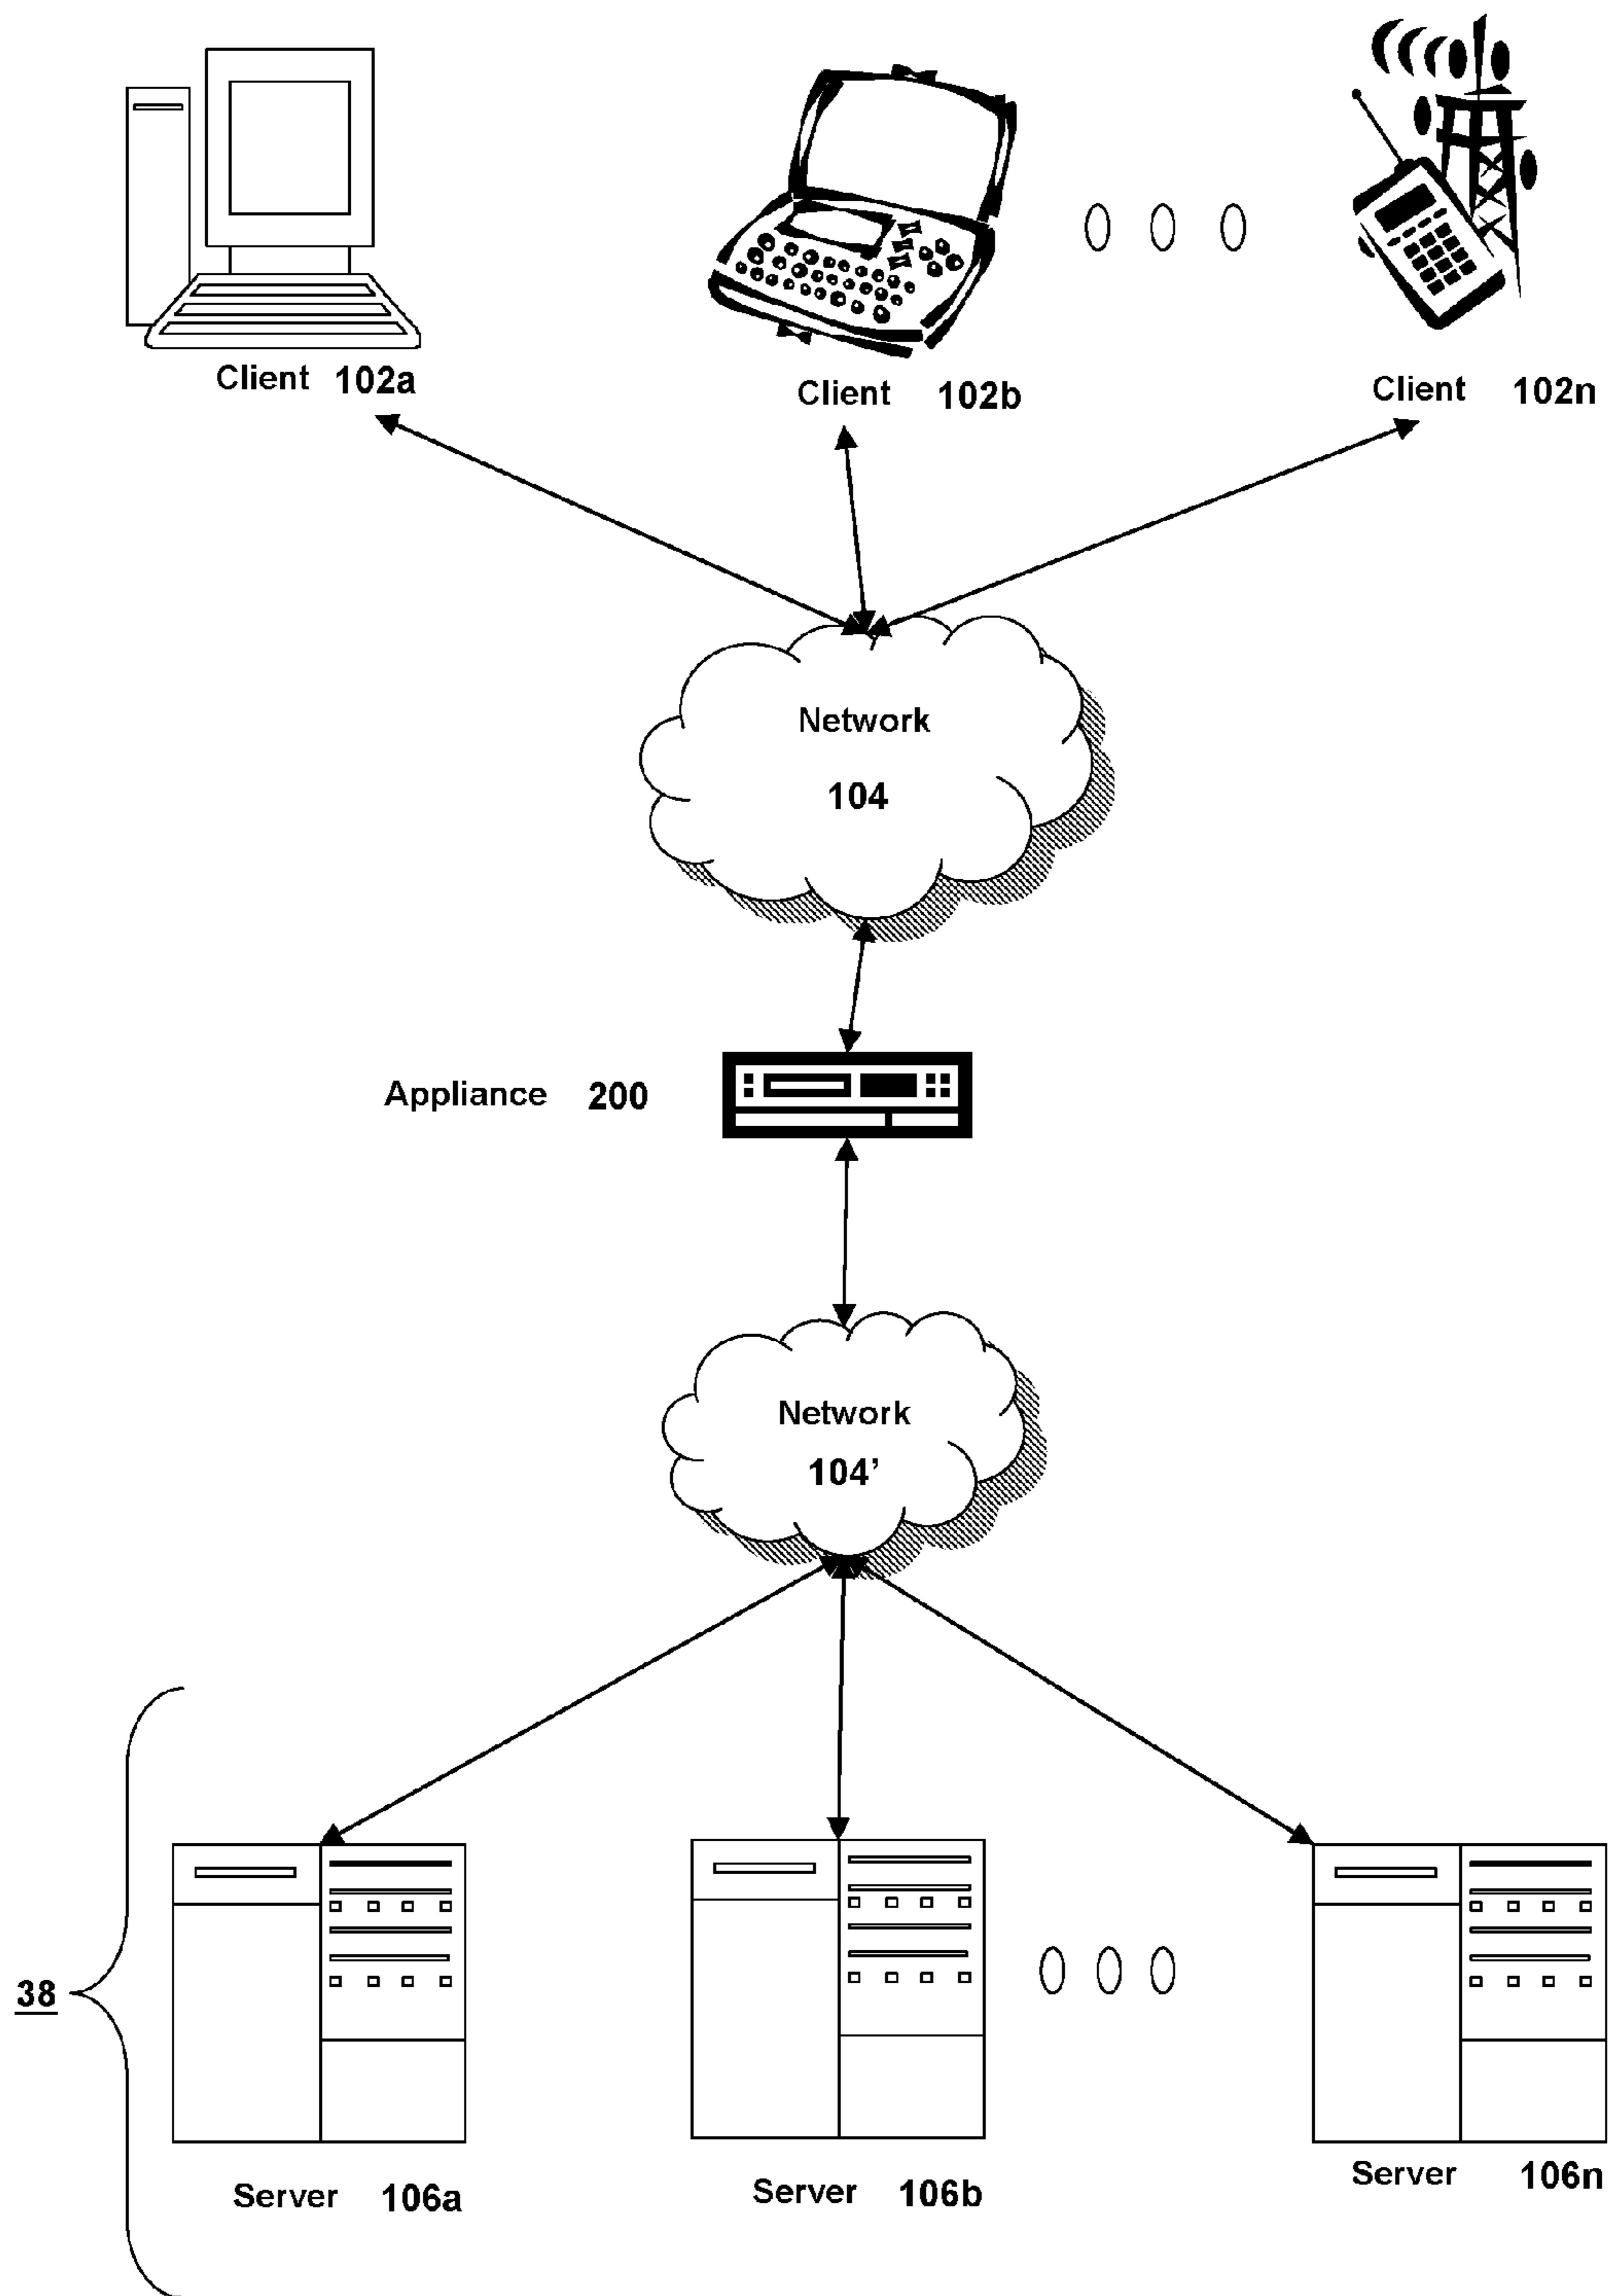 Client 102a
Client 102b
Client 102n
Network
104
Appliance 200
Network
104'
38
Server 106a
Server 106b
Server 106n